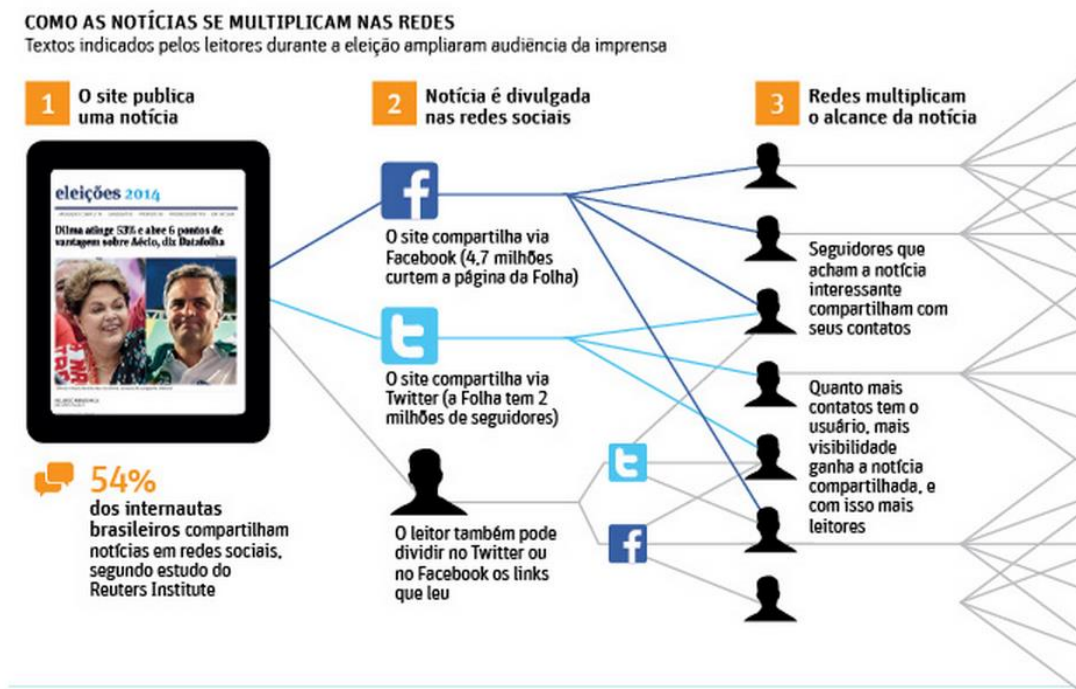 COMO AS NOTÍCIAS SE MULTIPLICAM NAS REDES
Textos indicados pelos leitores durante a eleição ampliaram audiência da imprensa
1 O site publica
uma notícia
eleições 2014
Dilma atinge 53% e abre 6 pontos de
vantagem sobre Aécio, diz Datafolha
54%
dos internautas
brasileiros compartilham
notícias em redes sociais,
segundo estudo do
Reuters Institute
2 Notícia é divulgada
nas redes sociais
f
O site compartilha via
Facebook (4,7 milhões
curtem a página da Folha)
t
O site compartilha via
Twitter (a Folha tem 2
milhões de seguidores)
O leitor também pode
dividir no Twitter ou
no Facebook os links
que leu
t
f
3 Redes multiplicam
o alcance da notícia
Seguidores que
acham a notícia
interessante
compartilham com
seus contatos
Quanto mais
contatos tem o
usuário, mais
visibilidade
ganha a notícia
compartilhada, e
com isso mais
leitores